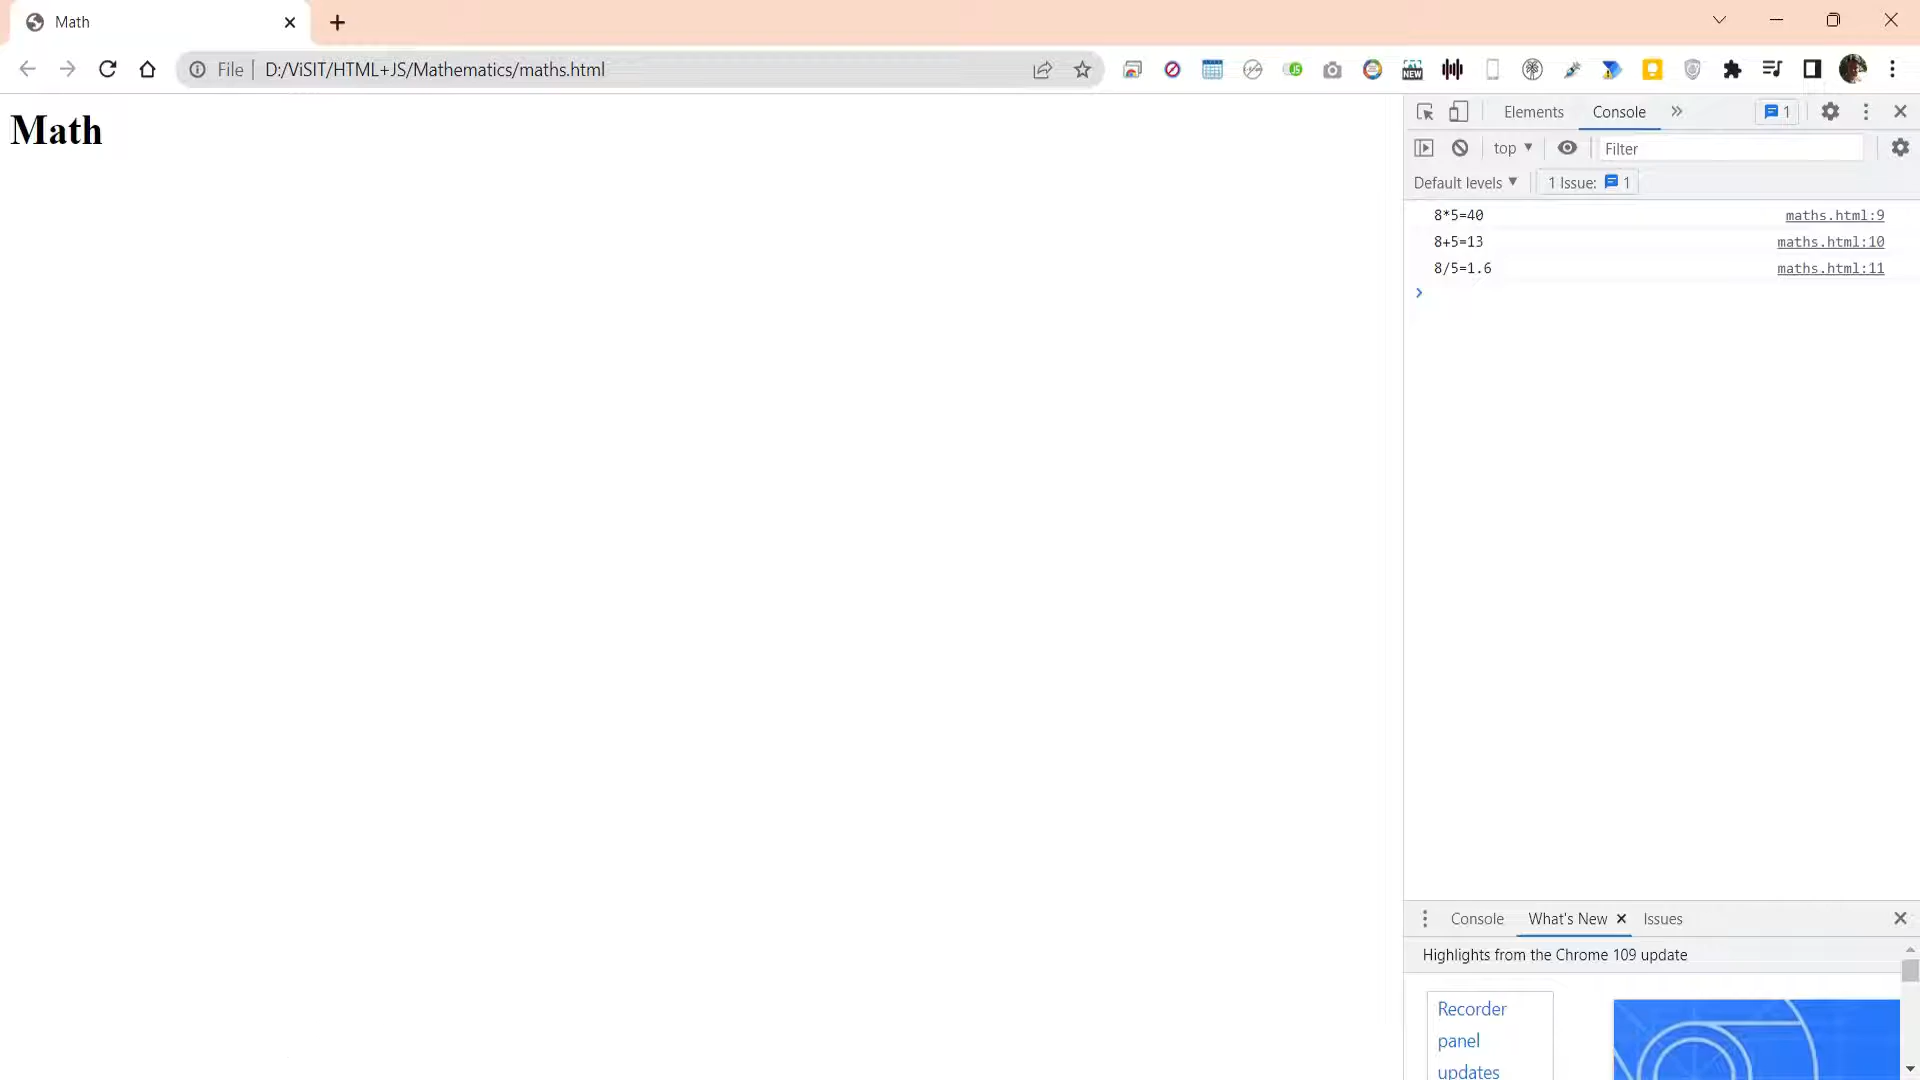 Math
File
D:/ViSIT/HTML+JS/Mathematics/maths.html
NEW
Math
Elements
Console
1
top
Filter
Default levels
1 Issue:
1
8*5=40
maths.html:9
8+5=13
maths.html:10
8/5=1.6
maths.html:11
Console
What's New
Issues
Highlights from the Chrome 109 update
Recorder
panel
updates